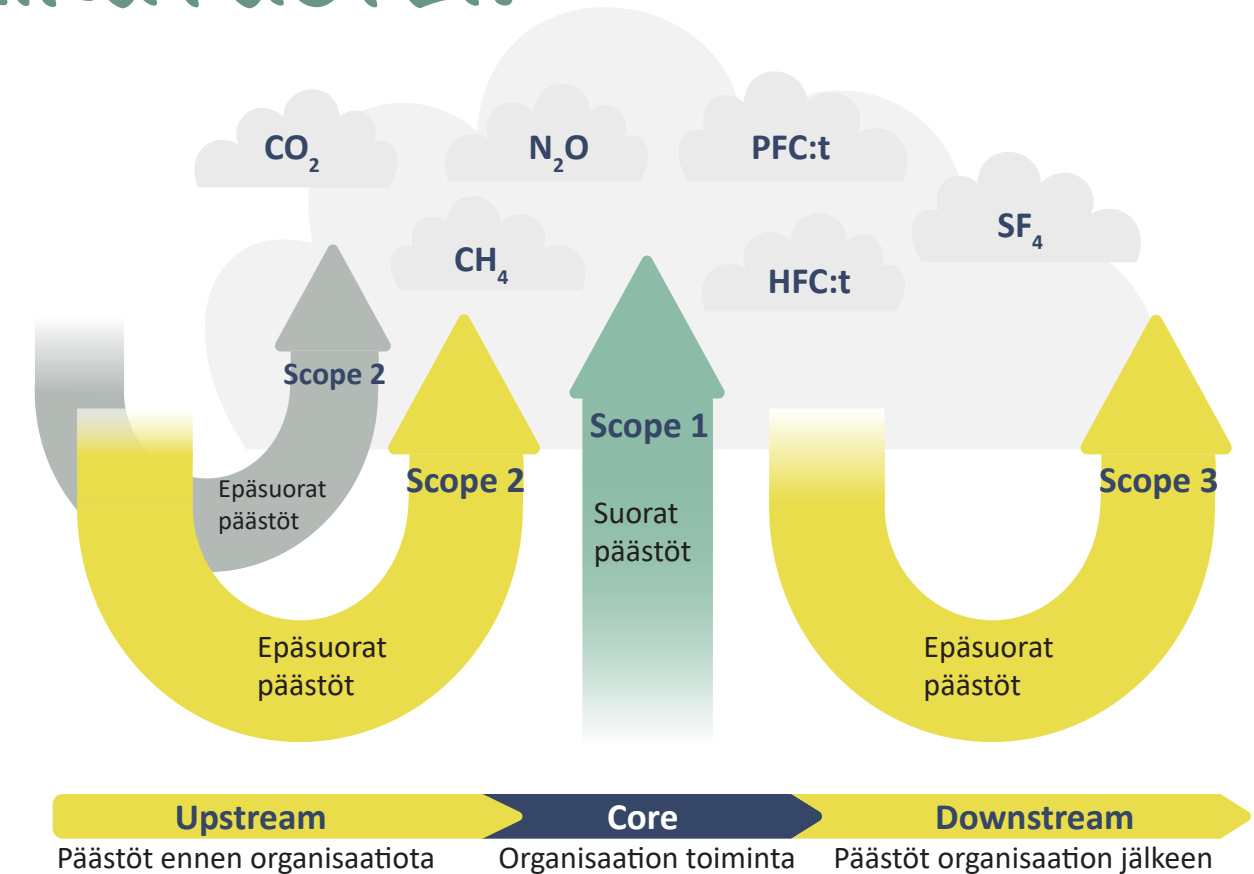 CO₂
N₂O
PFC:t
SF₄
CH₄
HFC:t
Scope 2
Scope 1
Scope 2
Scope 3
Epäsuorat
päästöt
Suorat
päästöt
Epäsuorat
päästöt
Epäsuorat
päästöt
Upstream
Core
Downstream
Päästöt ennen organisaatiota
Organisaation toiminta
Päästöt organisaation jälkeen